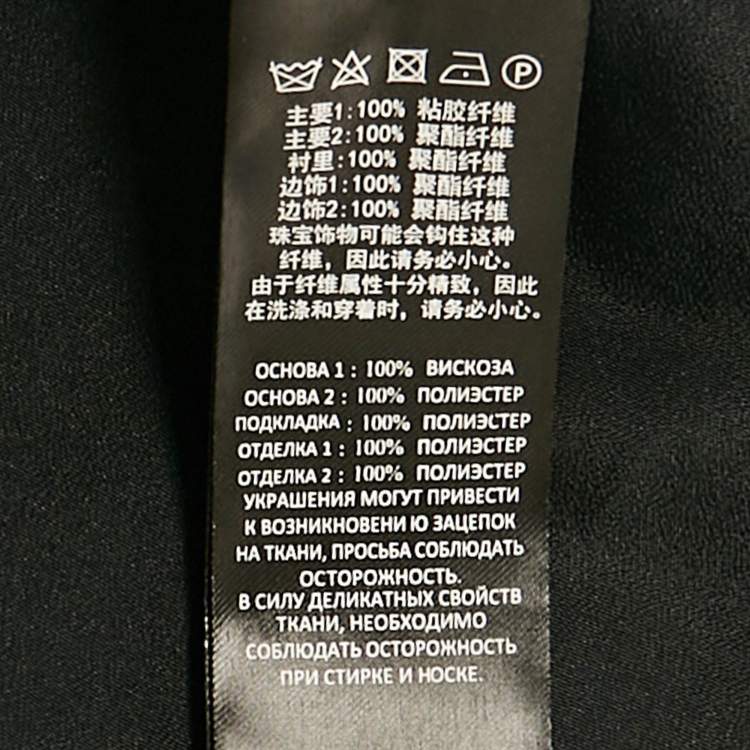 P
主要1:100% 粘胶纤维
主要2:100% 聚酯纤维
衬里:100% 聚酯纤维
边饰1:100% 聚酯纤维
边饰2:100% 聚酯纤维
珠宝饰物可能会钩住这种
纤维，因此请务必小心。
由于纤维属性十分精致，因此
在洗涤和穿着时，请务必小心。
ОСНОВА 1 : 100% ВИСКОЗА
ОСНОВА 2 : 100% ПОЛИЭСТЕР
ПОДКЛАДКА : 100% ПОЛИЭСТЕР
ОТДЕЛКА 1 : 100% ПОЛИЭСТЕР
ОТДЕЛКА 2 : 100% ПОЛИЭСТЕР
УКРАШЕНИЯ МОГУТ ПРИВЕСТИ
К ВОЗНИКНОВЕНИ Ю ЗАЦЕПОК
НА ТКАНИ, ПРОСЬБА СОБЛЮДАТЬ
ОСТОРОЖНОСТЬ.
В СИЛУ ДЕЛИКАТНЫХ СВОЙСТВ
ТКАНИ, НЕОБХОДИМО
СОБЛЮДАТЬ ОСТОРОЖНОСТЬ
ПРИ СТИРКЕ И НОСКЕ.